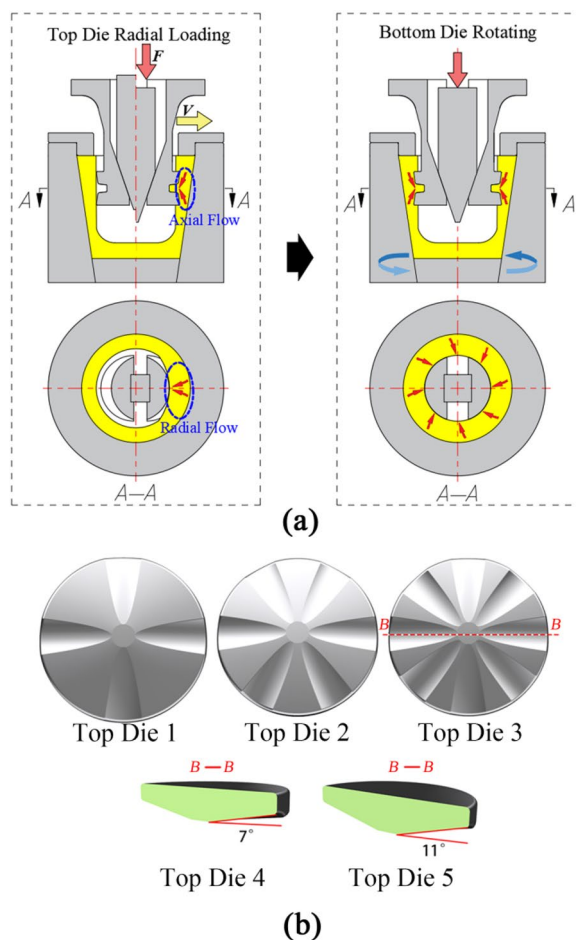 Top Die Radial Loading
F
V
A
A
Axial Flow
Radial Flow
A—A
Bottom Die Rotating
A
A
A—A
(a)
B
B
Top Die 1
Top Die 2
Top Die 3
B — B
B — B
7°
11°
Top Die 4
Top Die 5
(b)